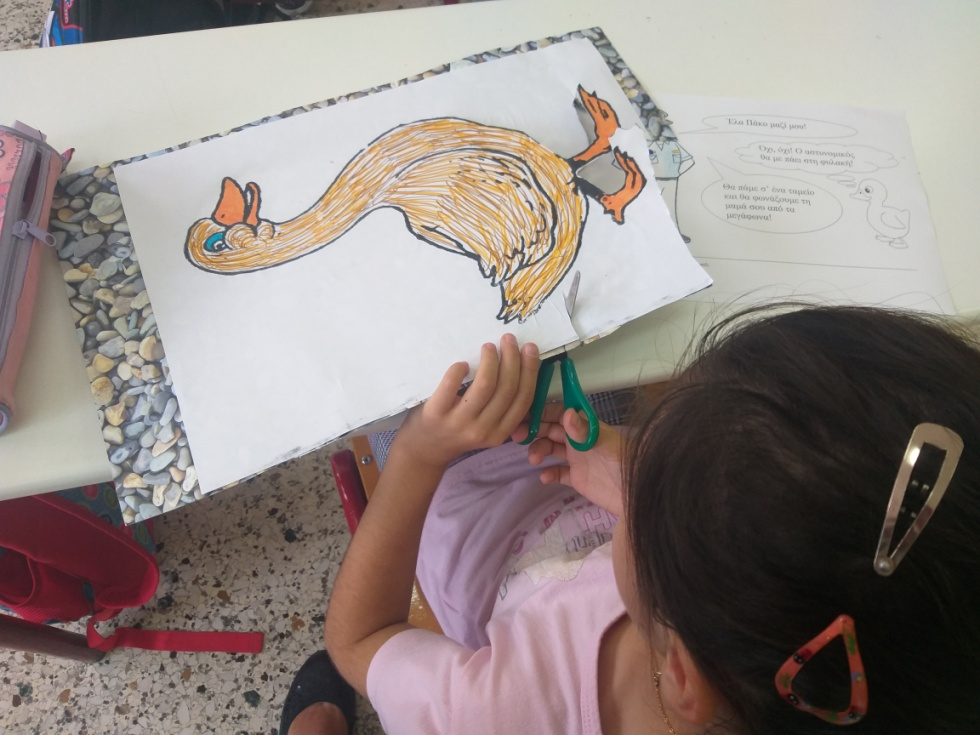 Έλα Πάκο μαζί μου!
Όχι, όχι! Ο αστυνομικός
θα με πάει στη φυλακή!
Θα πάμε σ' ένα ταμείο
και θα φωνάξουμε τη
μαμά σου από τα
μεγάφωνα!